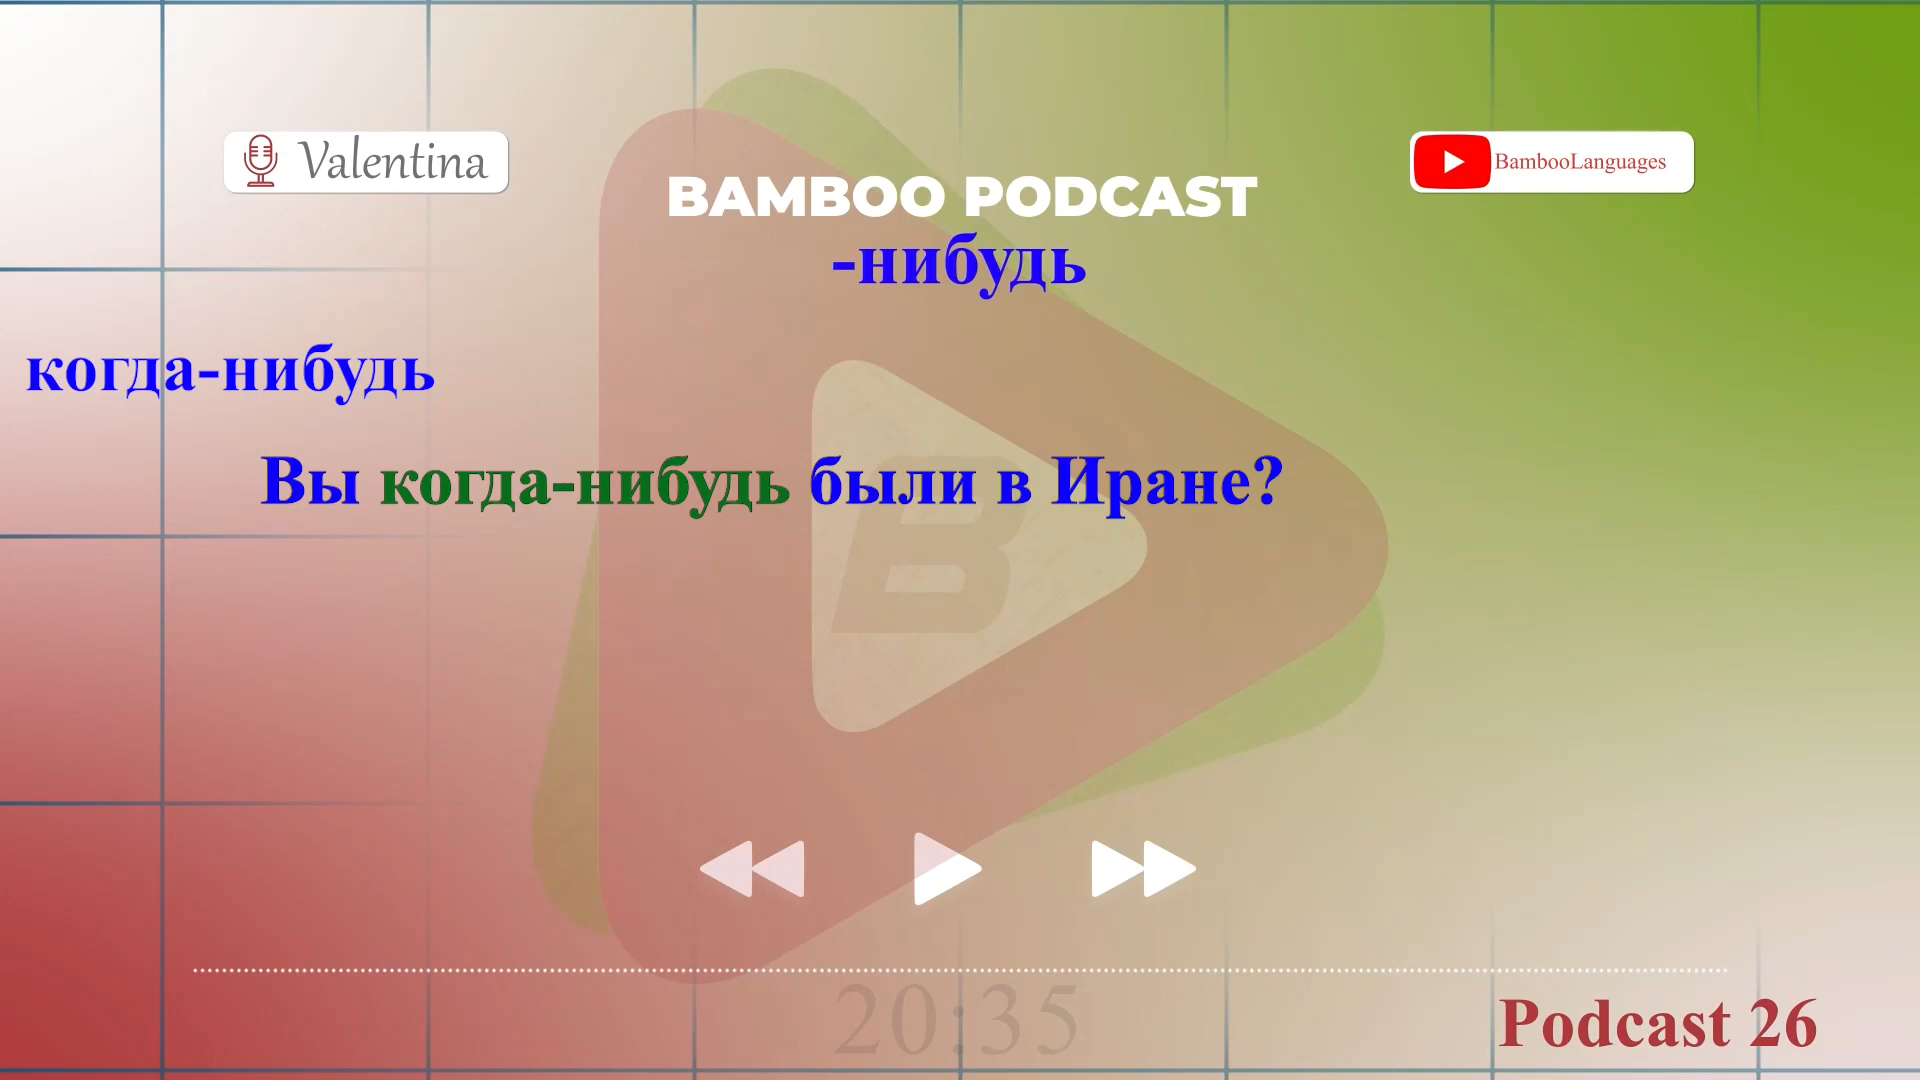 Valentina
BambooLanguages
BAMBOO PODCAST
-нибудь
когда-нибудь
Вы когда-нибудь были в Иране?
B
20:35
Podcast 26